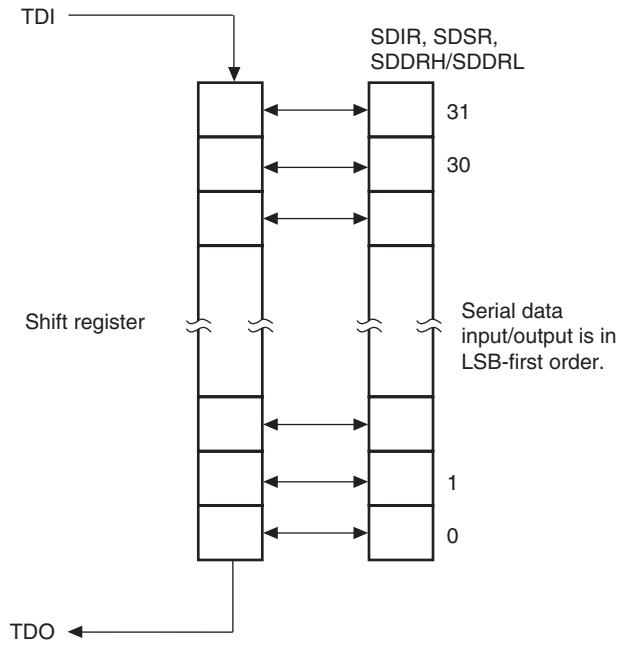 TDI
SDIR, SDSR,
SDDRH/SDDRL
31
30
Shift register
Serial data
input/output is in
LSB-first order.
1
0
TDO